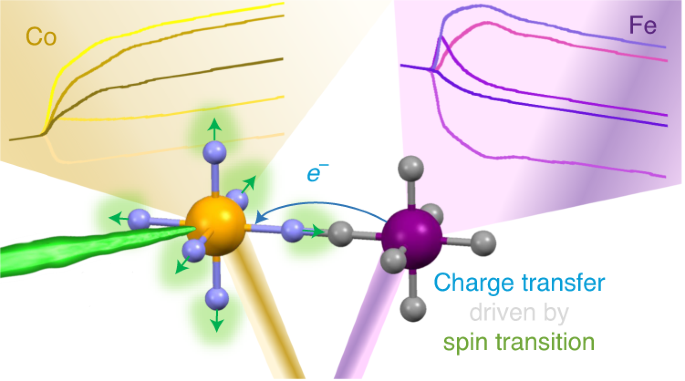 Co
Fe
e⁻
Charge transfer
driven by
spin transition